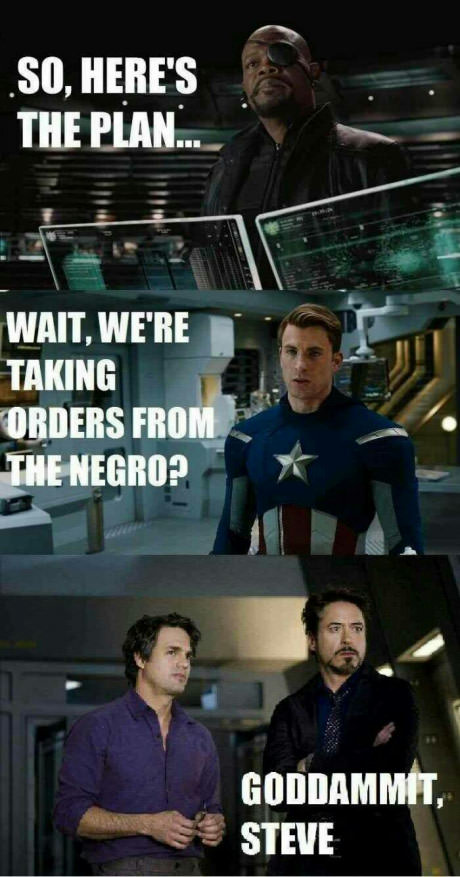 SO, HERE'S
THE PLAN...
WAIT, WE'RE
TAKING
ORDERS FROM
THE NEGRO?
GODDAMMIT,
STEVE